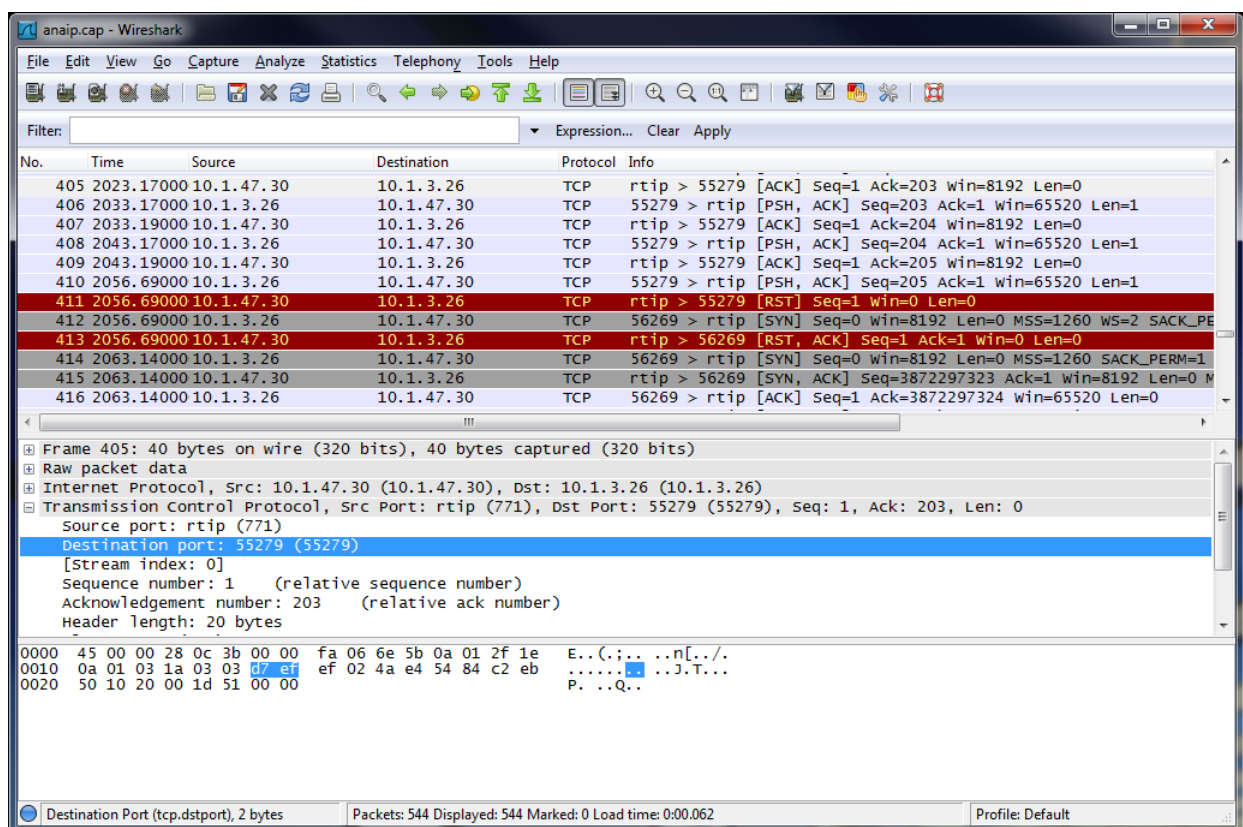 anaip.cap - Wireshark
File Edit View Go Capture Analyze Statistics Telephony Tools Help
Filter: Expression... Clear Apply
No. Time Source Destination Protocol Info
405 2023.17000 10.1.47.30 10.1.3.26 TCP rtip > 55279 [ACK] Seq=1 Ack=203 Win=8192 Len=0
406 2033.17000 10.1.3.26 10.1.47.30 TCP 55279 > rtip [PSH, ACK] Seq=203 Ack=1 Win=65520 Len=1
407 2033.19000 10.1.47.30 10.1.3.26 TCP rtip > 55279 [ACK] Seq=1 Ack=204 Win=8192 Len=0
408 2043.17000 10.1.3.26 10.1.47.30 TCP 55279 > rtip [PSH, ACK] Seq=204 Ack=1 Win=65520 Len=1
409 2043.19000 10.1.47.30 10.1.3.26 TCP rtip > 55279 [ACK] Seq=1 Ack=205 Win=8192 Len=0
410 2056.69000 10.1.3.26 10.1.47.30 TCP 55279 > rtip [PSH, ACK] Seq=205 Ack=1 Win=65520 Len=1
411 2056.69000 10.1.47.30 10.1.3.26 TCP rtip > 55279 [RST] Seq=1 Win=0 Len=0
412 2056.69000 10.1.3.26 10.1.47.30 TCP 56269 > rtip [SYN] Seq=0 Win=8192 Len=0 MSS=1260 WS=2 SACK_PE
413 2056.69000 10.1.47.30 10.1.3.26 TCP rtip > 56269 [RST, ACK] Seq=1 Ack=1 Win=0 Len=0
414 2063.14000 10.1.3.26 10.1.47.30 TCP 56269 > rtip [SYN] Seq=0 Win=8192 Len=0 MSS=1260 SACK_PERM=1
415 2063.14000 10.1.47.30 10.1.3.26 TCP rtip > 56269 [SYN, ACK] Seq=3872297323 Ack=1 Win=8192 Len=0 M
416 2063.14000 10.1.3.26 10.1.47.30 TCP 56269 > rtip [ACK] Seq=1 Ack=3872297324 Win=65520 Len=0
Frame 405: 40 bytes on wire (320 bits), 40 bytes captured (320 bits)
Raw packet data
Internet Protocol, Src: 10.1.47.30 (10.1.47.30), Dst: 10.1.3.26 (10.1.3.26)
Transmission Control Protocol, Src Port: rtip (771), Dst Port: 55279 (55279), Seq: 1, Ack: 203, Len: 0
Source port: rtip (771)
Destination port: 55279 (55279)
[Stream index: 0]
Sequence number: 1 (relative sequence number)
Acknowledgement number: 203 (relative ack number)
Header length: 20 bytes
0000 45 00 00 28 0c 3b 00 00 fa 06 6e 5b 0a 01 2f 1e E..(.;.. ..n[../.
0010 0a 01 03 1a 03 03 d7 ef ef 02 4a e4 54 84 c2 eb ........ ..J.T...
0020 50 10 20 00 1d 51 00 00 P. ..Q..
Destination Port (tcp.dstport), 2 bytes Packets: 544 Displayed: 544 Marked: 0 Load time: 0:00.062 Profile: Default